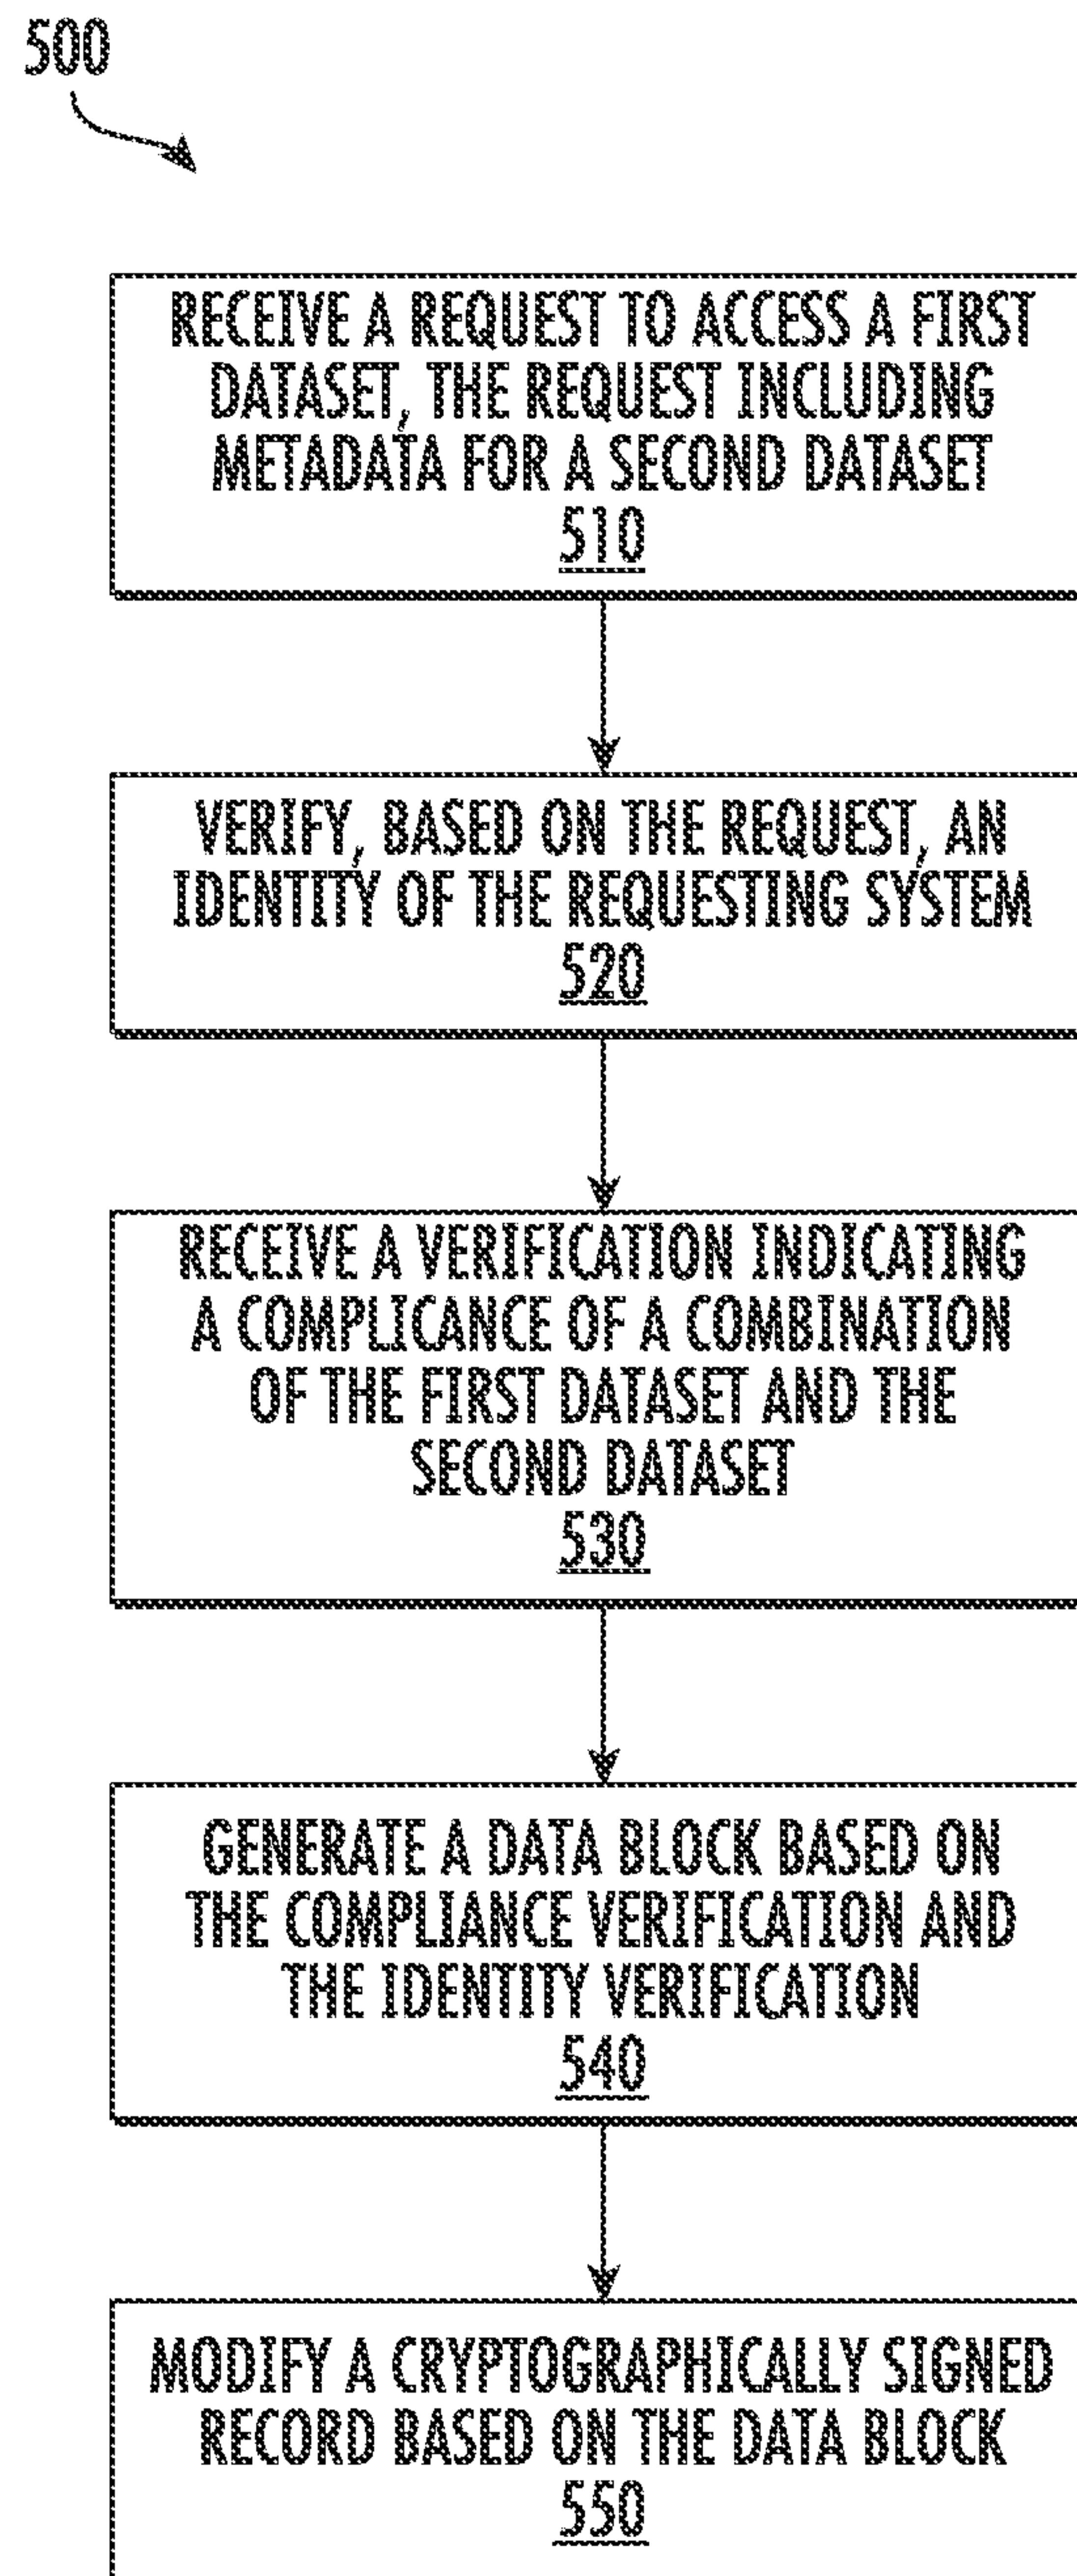 500
RECEIVE A REQUEST TO ACCESS A FIRST
DATASET, THE REQUEST INCLUDING
METADATA FOR A SECOND DATASET
510
VERIFY, BASED ON THE REQUEST, AN
IDENTITY OF THE REQUESTING SYSTEM
520
RECEIVE A VERIFICATION INDICATING
A COMPLICANCE OF A COMBINATION
OF THE FIRST DATASET AND THE
SECOND DATASET
530
GENERATE A DATA BLOCK BASED ON
THE COMPLIANCE VERIFICATION AND
THE IDENTITY VERIFICATION
540
MODIFY A CRYPTOGRAPHICALLY SIGNED
RECORD BASED ON THE DATA BLOCK
550